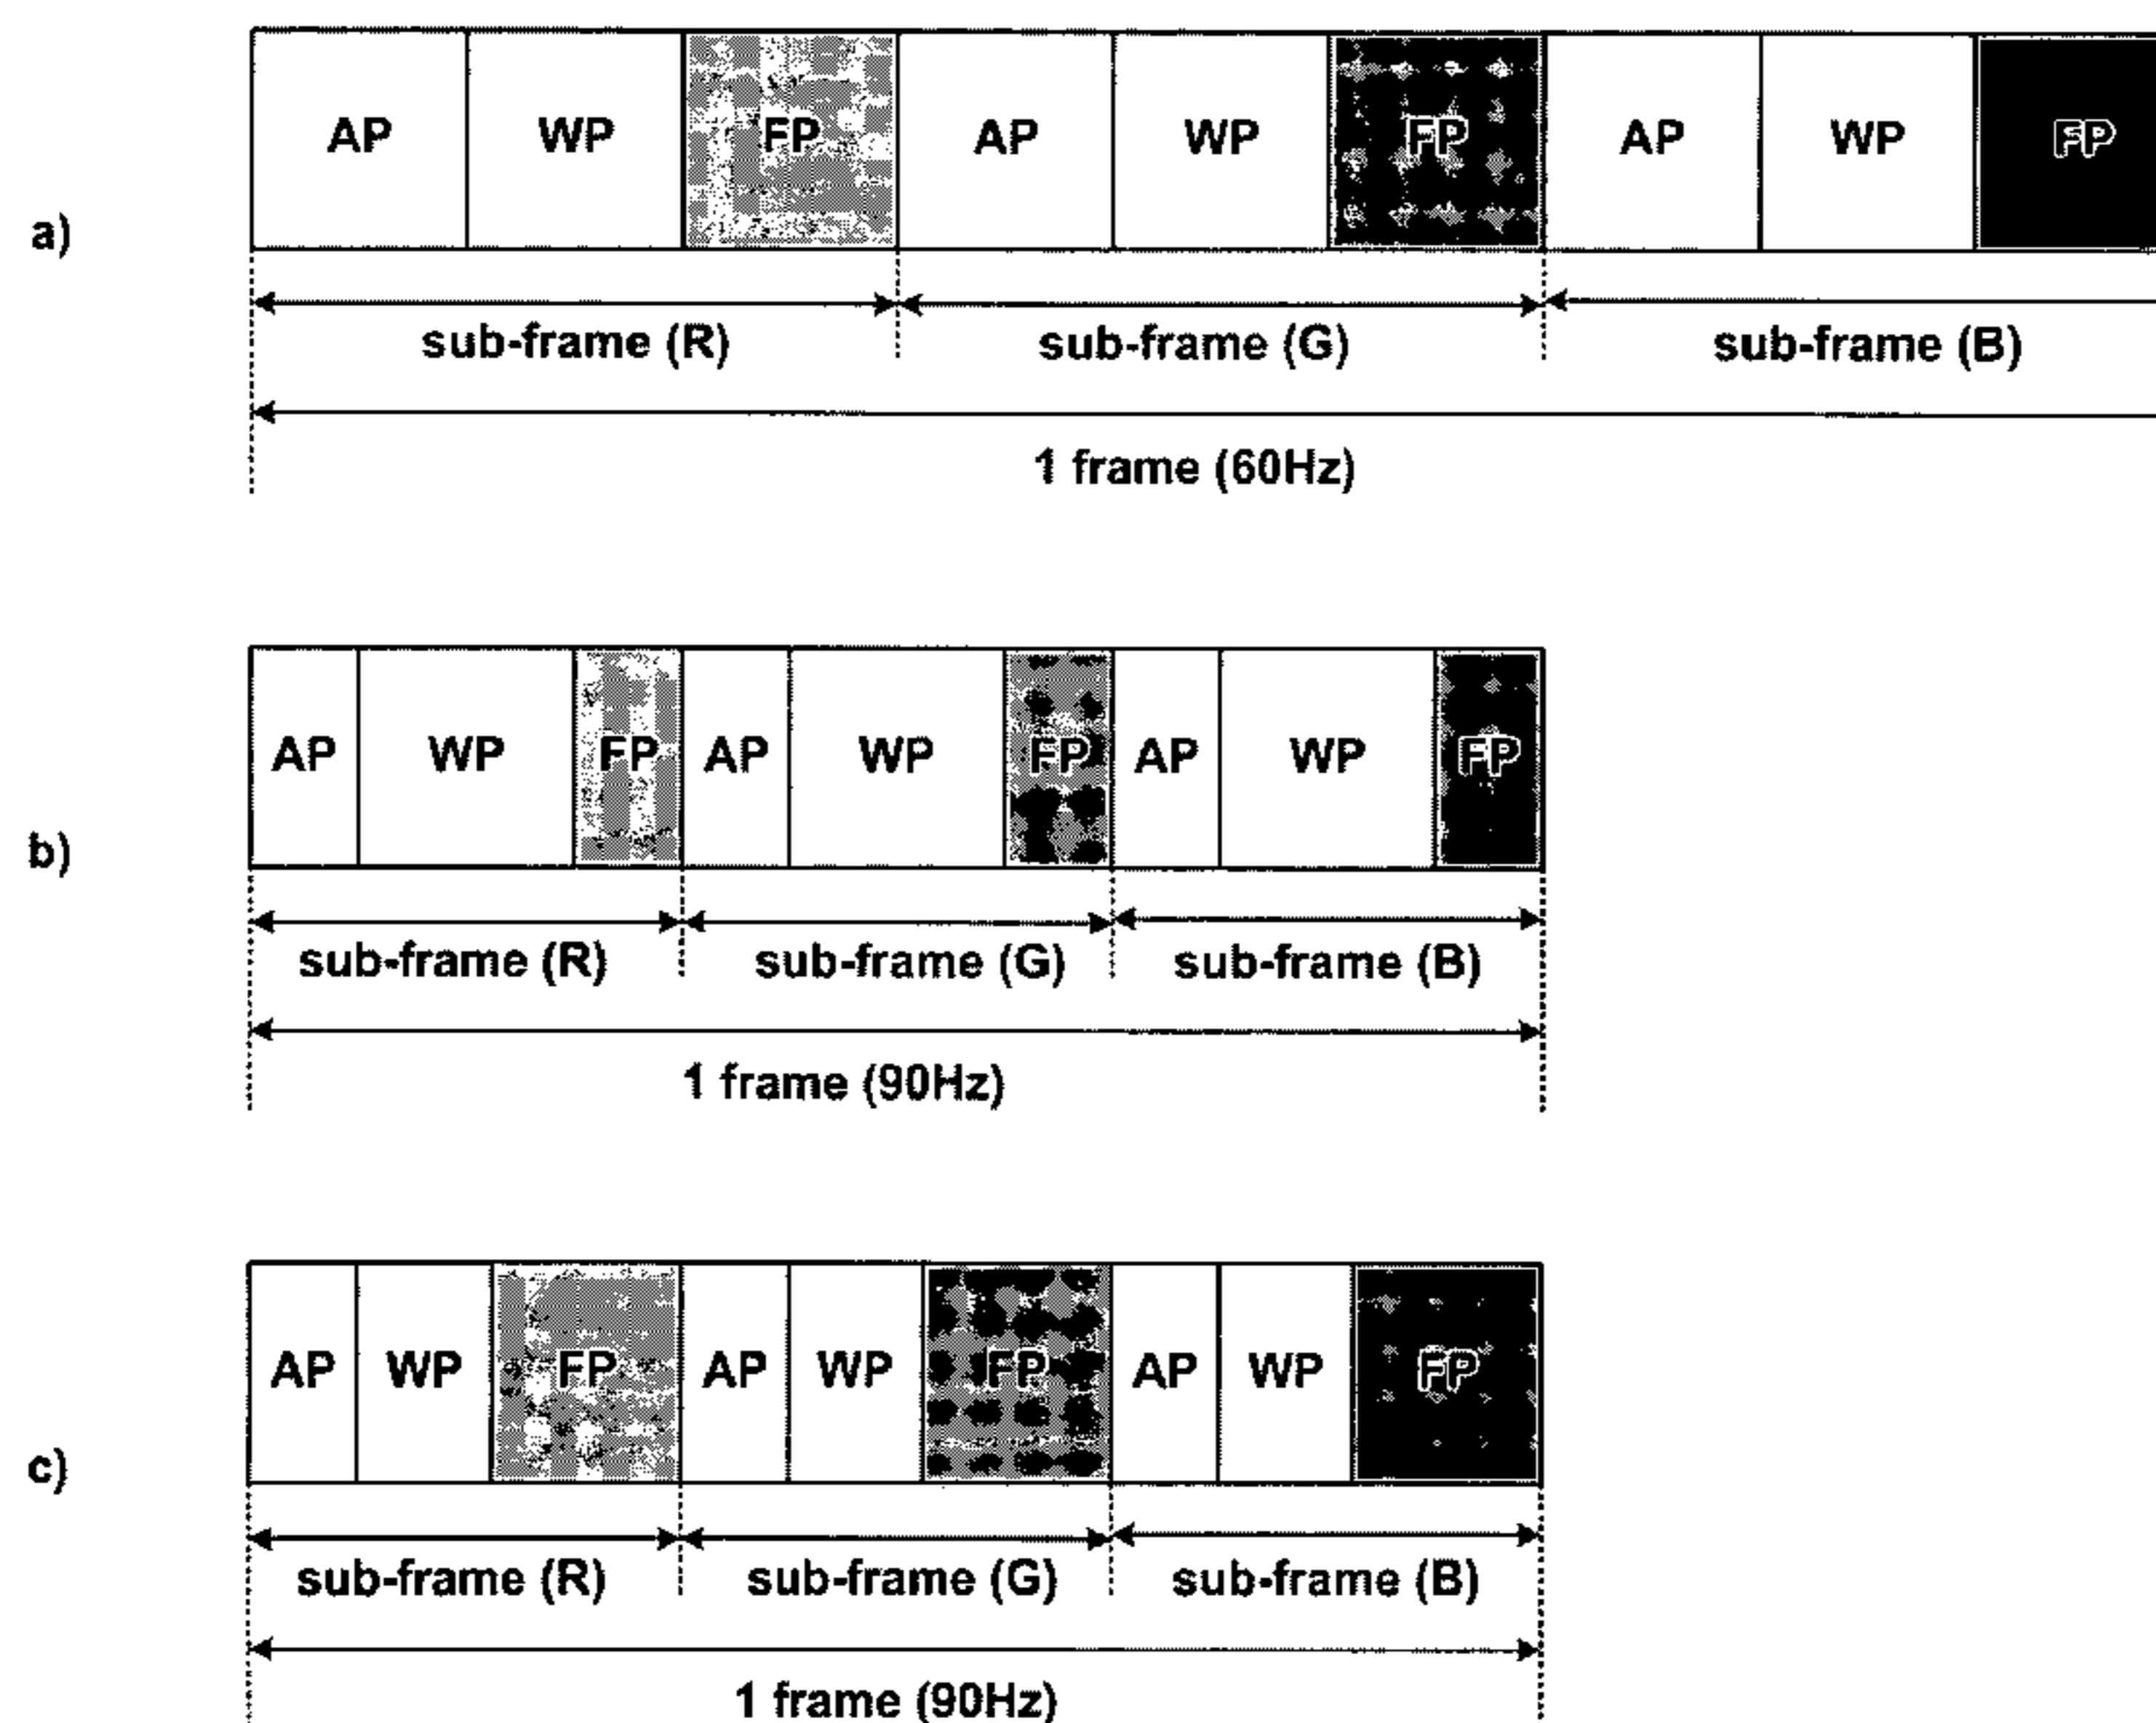 AP WP FP AP WP FP AP WP FP
a)
sub-frame (R) sub-frame (G) sub-frame (B)
1 frame (60Hz)
AP WP FP AP WP FP AP WP FP
b)
sub-frame (R) sub-frame (G) sub-frame (B)
1 frame (90Hz)
AP WP FP AP WP FP AP WP FP
c)
sub-frame (R) sub-frame (G) sub-frame (B)
1 frame (90Hz)